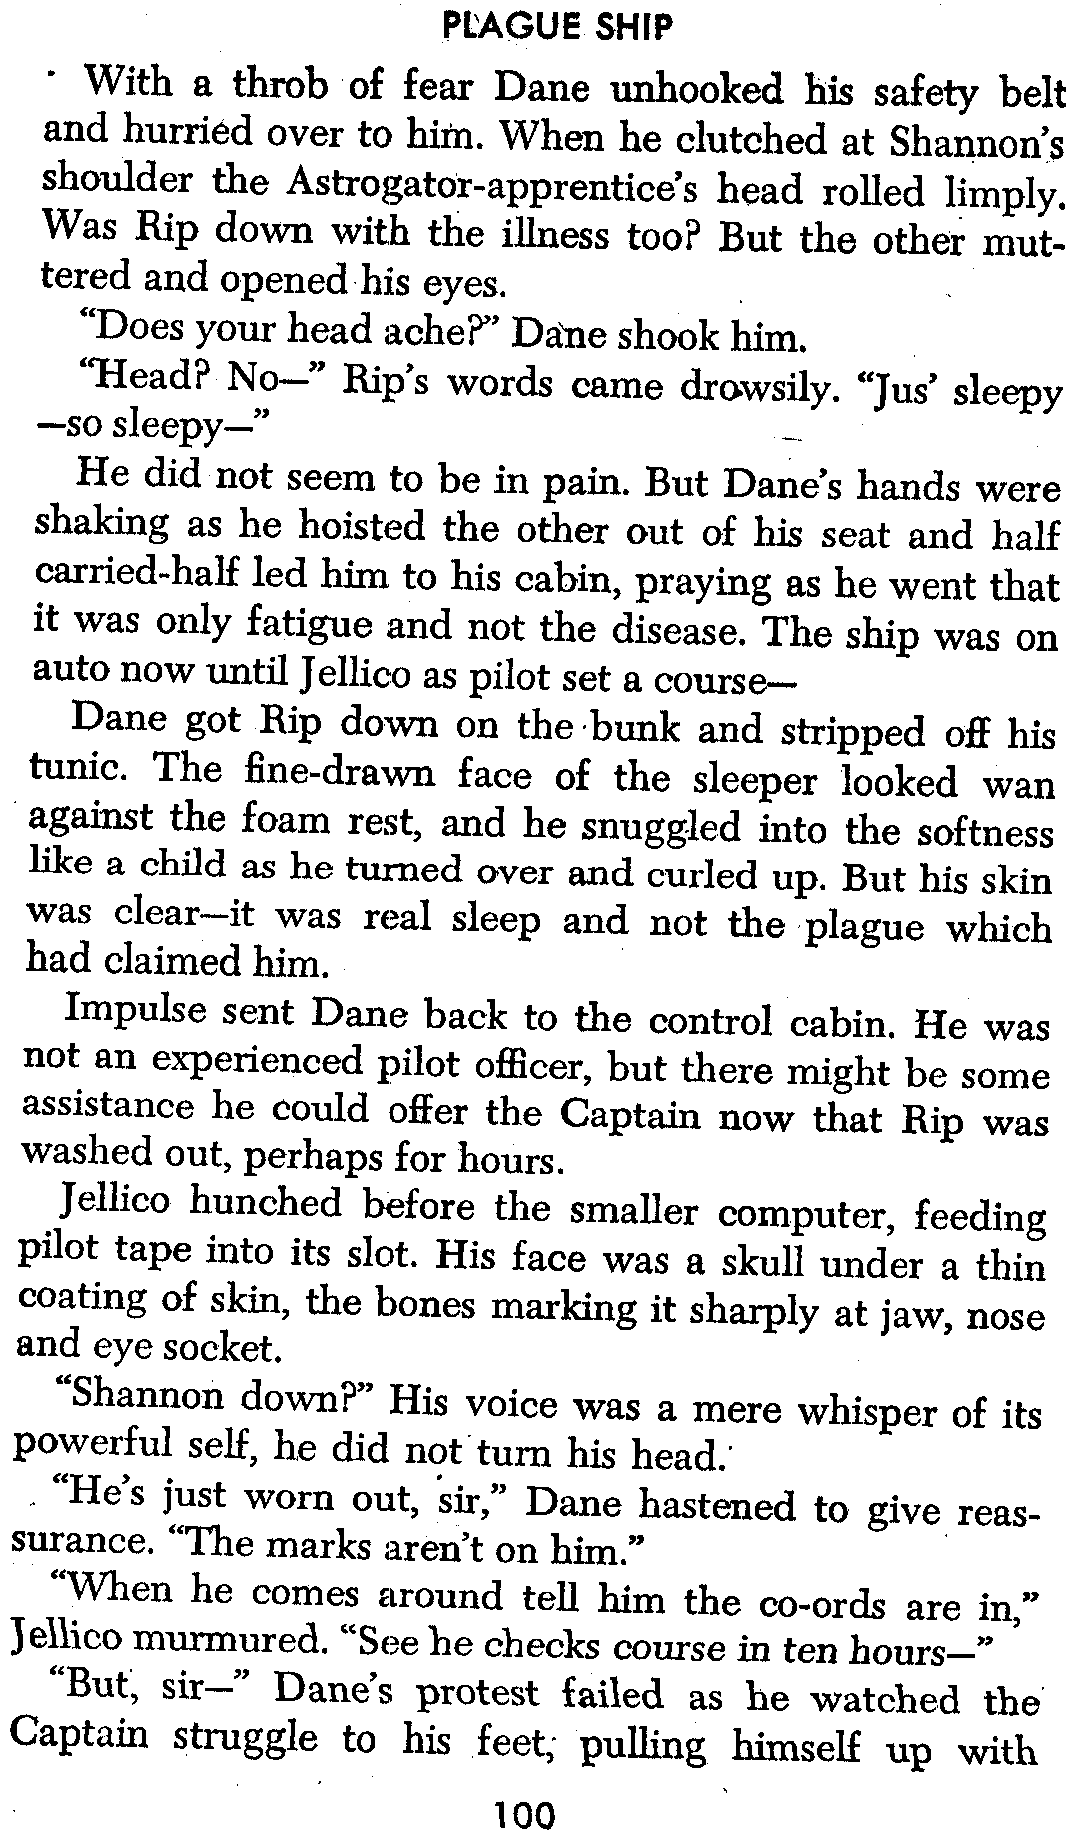 PLAGUE SHIP
With a throb of fear Dane unhooked his safety belt
and hurried over to him. When he clutched at Shannon's
shoulder the Astrogator-apprentice's head rolled limply.
Was Rip down with the illness too? But the other mut-
tered and opened his eyes.
"Does your head ache?" Dane shook him.
"Head? No—" Rip's words came drowsily. "Jus' sleepy
—so sleepy—"
He did not seem to be in pain. But Dane's hands were
shaking as he hoisted the other out of his seat and half
carried-half led him to his cabin, praying as he went that
it was only fatigue and not the disease. The ship was on
auto now until Jellico as pilot set a course—
Dane got Rip down on the bunk and stripped off his
tunic. The fine-drawn face of the sleeper looked wan
against the foam rest, and he snuggled into the softness
like a child as he turned over and curled up. But his skin
was clear—it was real sleep and not the plague which
had claimed him.
Impulse sent Dane back to the control cabin. He was
not an experienced pilot officer, but there might be some
assistance he could offer the Captain now that Rip was
washed out, perhaps for hours.
Jellico hunched before the smaller computer, feeding
pilot tape into its slot. His face was a skull under a thin
coating of skin, the bones marking it sharply at jaw, nose
and eye socket.
"Shannon down?" His voice was a mere whisper of its
powerful self, he did not turn his head.
"He's just worn out, sir," Dane hastened to give reas-
surance. "The marks aren't on him."
"When he comes around tell him the co-ords are in,"
Jellico murmured. "See he checks course in ten hours—"
"But, sir—" Dane's protest failed as he watched the
Captain struggle to his feet, pulling himself up with
100